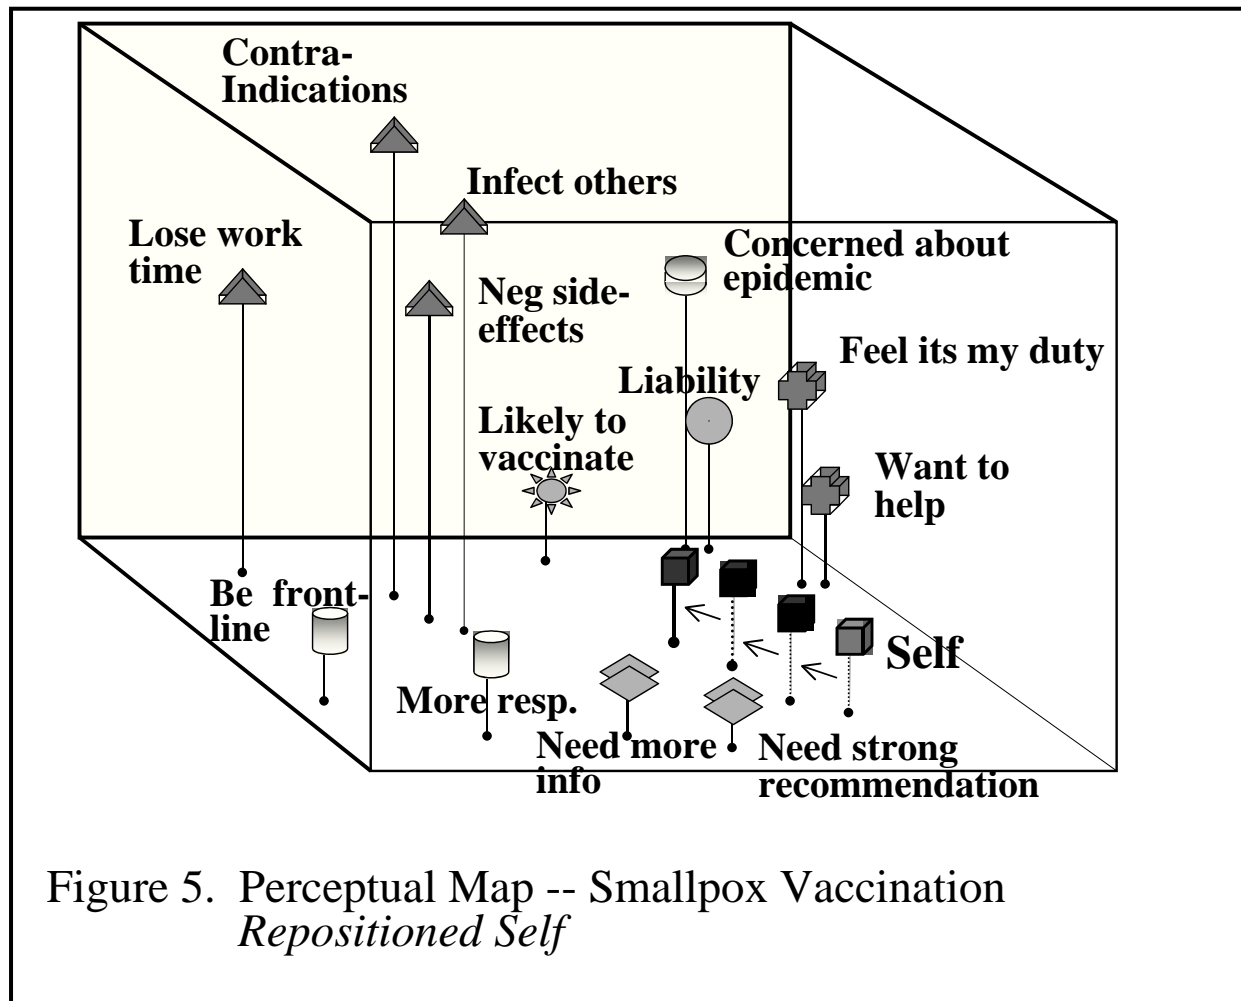 Contra-
Indications
Infect others
Lose work
time
Concerned about
epidemic
Neg side-
effects
Feel its my duty
Liability
Likely to
vaccinate
Want to
help
Be front-
line
Self
More resp.
Need more
info
Need strong
recommendation
Figure 5. Perceptual Map -- Smallpox Vaccination
Repositioned Self